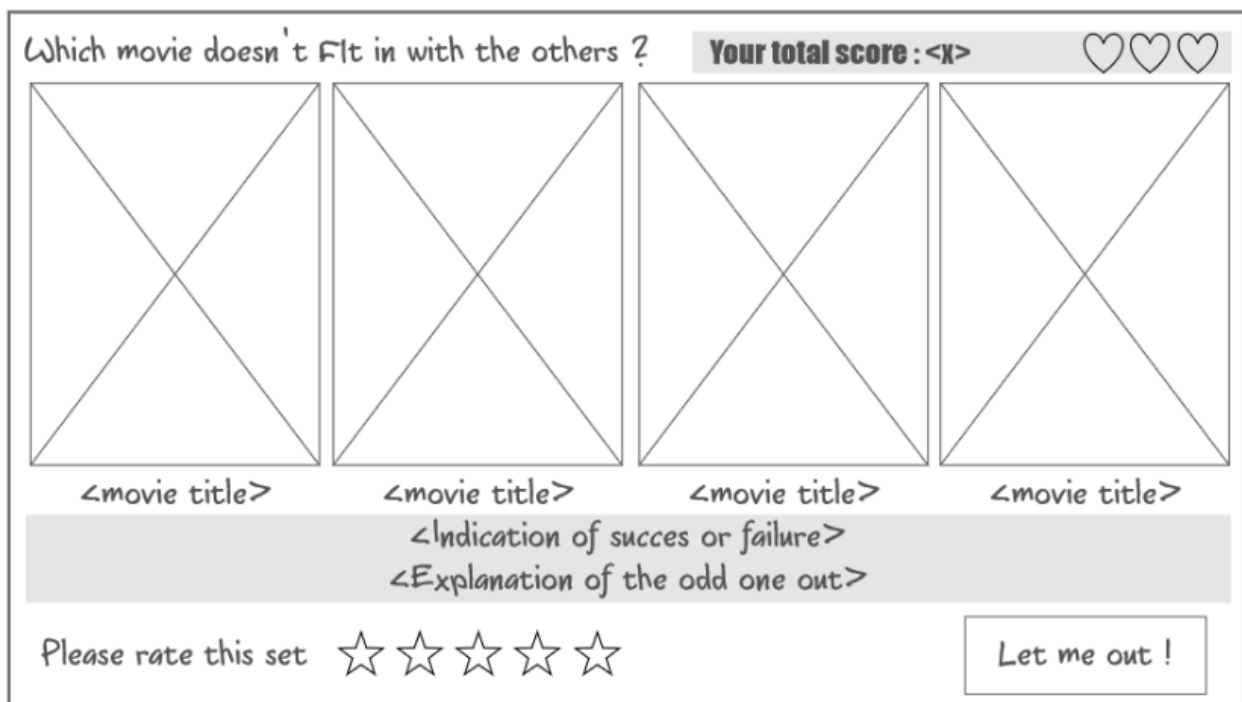 Which movie doesn't FIt in with the others ?
Your total score : <x>
<movie title> <movie title> <movie title> <movie title>
<Indication of succes or failure>
<Explanation of the odd one out>
Please rate this set
Let me out !